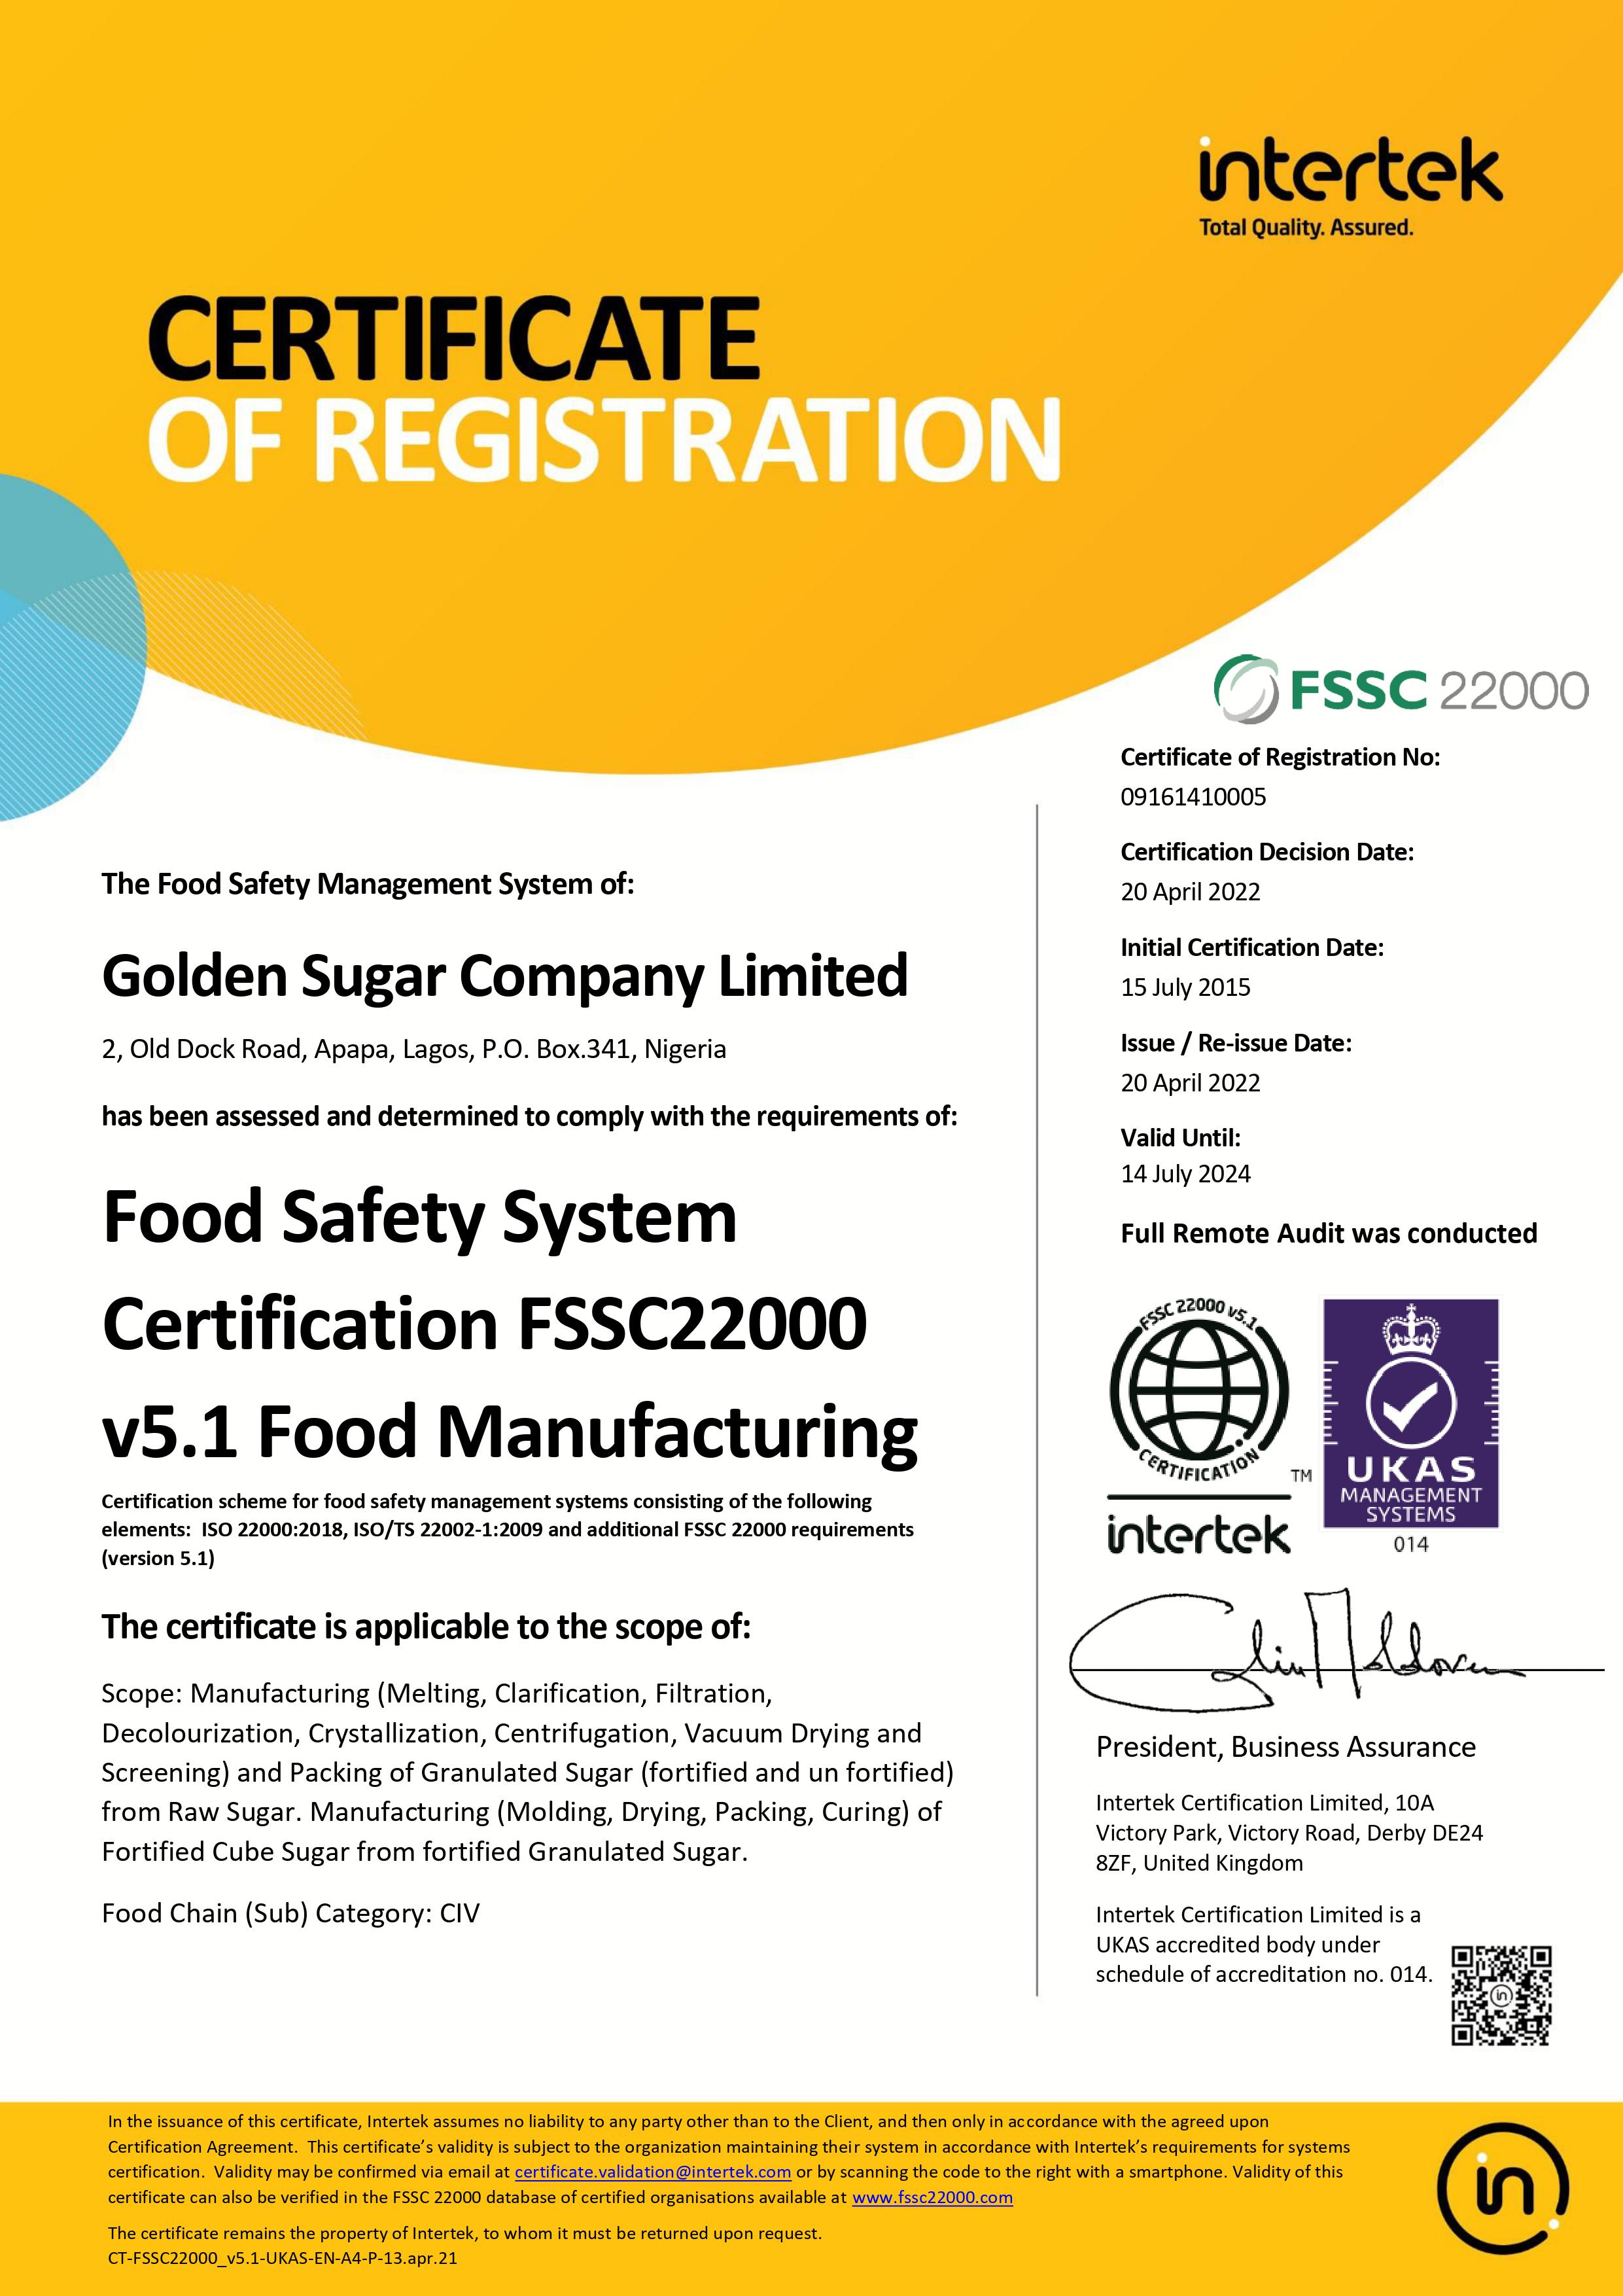 intertek
Total Quality. Assured.
CERTIFICATE
OF REGISTRATION
FSSC 22000
The Food Safety Management System of:
Golden Sugar Company Limited
2, Old Dock Road, Apapa, Lagos, P.O. Box.341, Nigeria
has been assessed and determined to comply with the requirements of:
Food Safety System
Certification FSSC22000
v5.1 Food Manufacturing
Certification scheme for food safety management systems consisting of the following
elements:  ISO 22000:2018, ISO/TS 22002-1:2009 and additional FSSC 22000 requirements
(version 5.1)
The certificate is applicable to the scope of:
Scope: Manufacturing (Melting, Clarification, Filtration,
Decolourization, Crystallization, Centrifugation, Vacuum Drying and
Screening) and Packing of Granulated Sugar (fortified and un fortified)
from Raw Sugar. Manufacturing (Molding, Drying, Packing, Curing) of
Fortified Cube Sugar from fortified Granulated Sugar.
Food Chain (Sub) Category: CIV
Certificate of Registration No:
09161410005
Certification Decision Date:
20 April 2022
Initial Certification Date:
15 July 2015
Issue / Re-issue Date:
20 April 2022
Valid Until:
14 July 2024
Full Remote Audit was conducted
FSSC 22000 v5.1
CERTIFICATION
TM
intertek
UKAS
MANAGEMENT
SYSTEMS
014
President, Business Assurance
Intertek Certification Limited, 10A
Victory Park, Victory Road, Derby DE24
8ZF, United Kingdom
Intertek Certification Limited is a
UKAS accredited body under
schedule of accreditation no. 014.
in
In the issuance of this certificate, Intertek assumes no liability to any party other than to the Client, and then only in accordance with the agreed upon
Certification Agreement.  This certificate’s validity is subject to the organization maintaining their system in accordance with Intertek’s requirements for systems
certification.  Validity may be confirmed via email at certificate.validation@intertek.com or by scanning the code to the right with a smartphone. Validity of this
certificate can also be verified in the FSSC 22000 database of certified organisations available at www.fssc22000.com
The certificate remains the property of Intertek, to whom it must be returned upon request.
CT-FSSC22000_v5.1-UKAS-EN-A4-P-13.apr.21
in